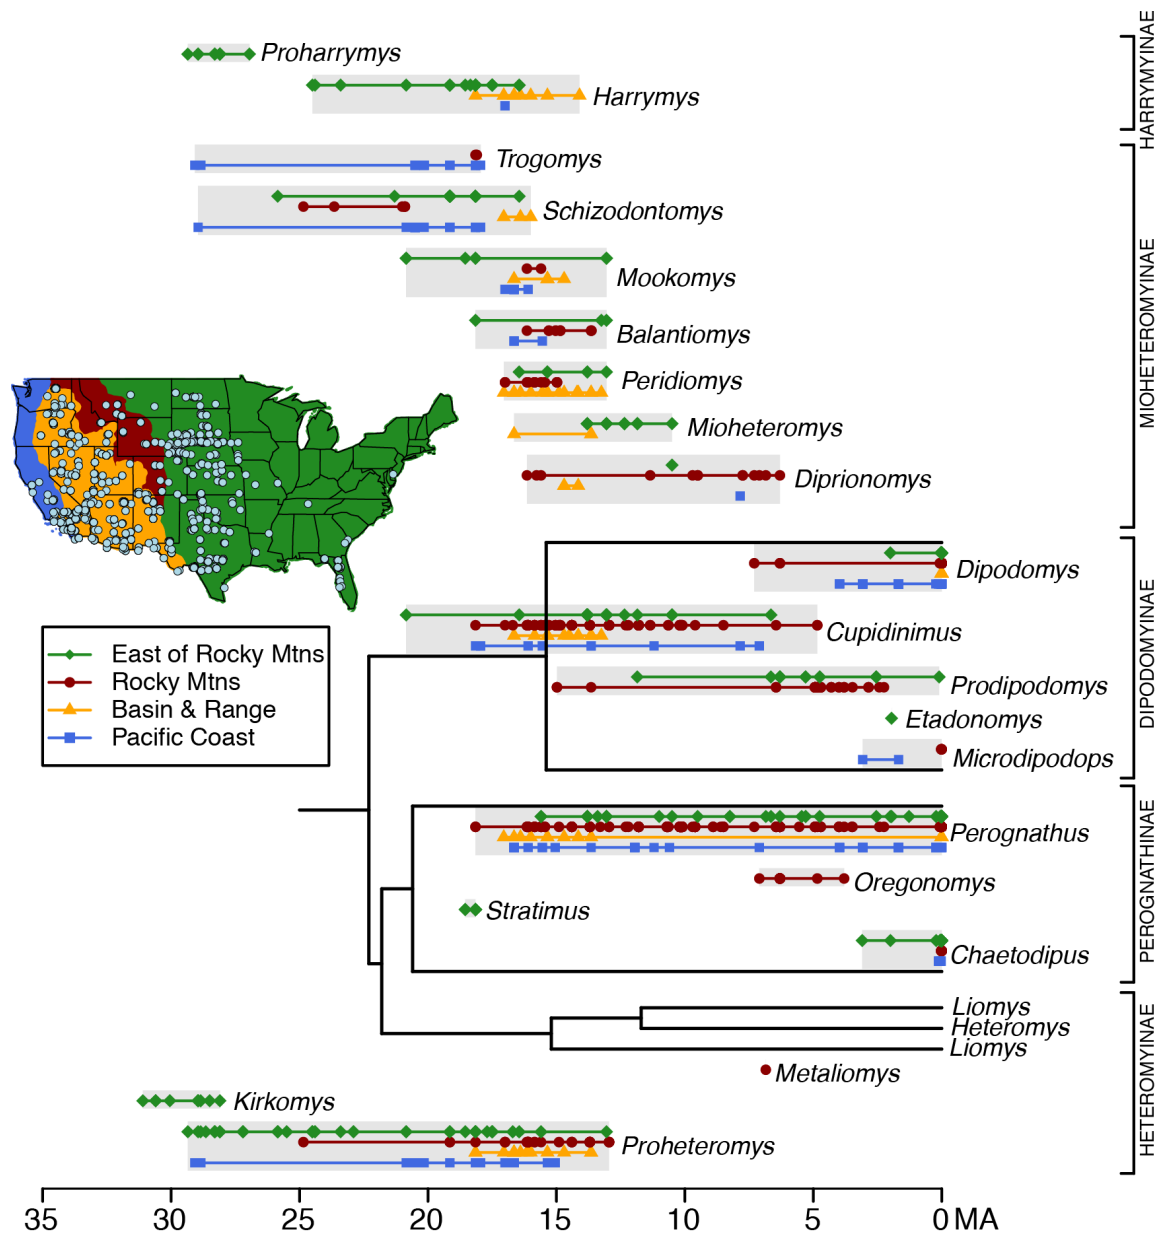 Proharrymys
Harrymys
HARRYMYINAE
Trogomys
Schizodontomys
Mookomys
Balantiomys
Peridiomys
Mioheteromys
Diprionomys
MIOHETEROMYINAE
Dipodomys
Cupidinimus
Prodipodomys
Etadonomys
Microdipodops
DIPODOMYINAE
East of Rocky Mtns
Rocky Mtns
Basin & Range
Pacific Coast
Perognathus
Oregonomys
Stratimus
Chaetodipus
PEROGNATHINAE
Liomys
Heteromys
Liomys
Metaliomys
Kirkomys
Proheteromys
HETEROMYINAE
35 30 25 20 15 10 5 0 MA